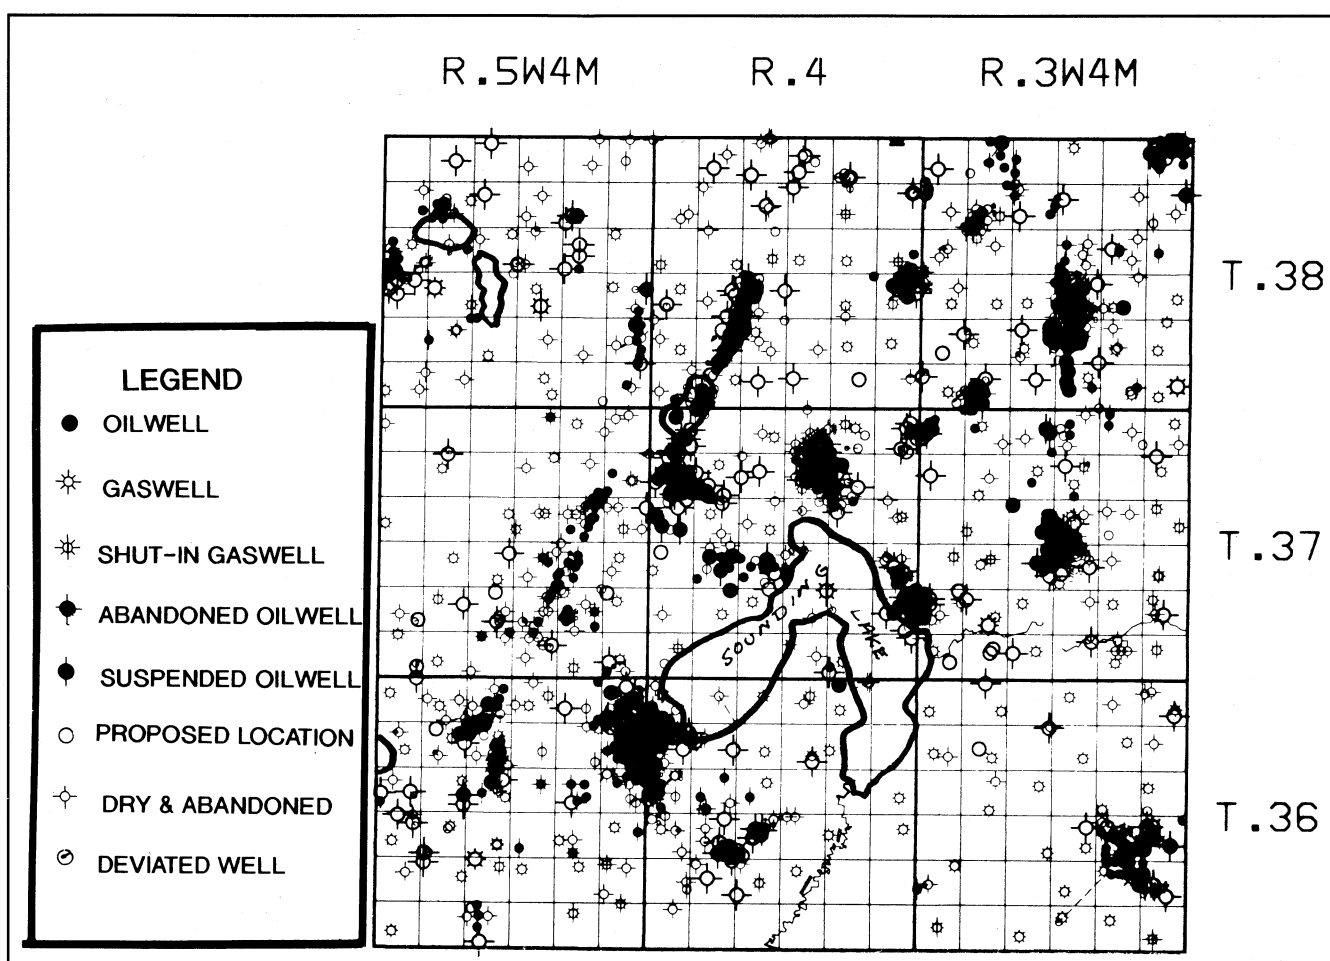 R.5W4M R.4 R.3W4M
T.38
LEGEND
OILWELL
GASWELL
SHUT-IN GASWELL
ABANDONED OILWELL
SUSPENDED OILWELL
PROPOSED LOCATION
DRY & ABANDONED
DEVIATED WELL
T.37
SOUNDING
LAKE
T.36